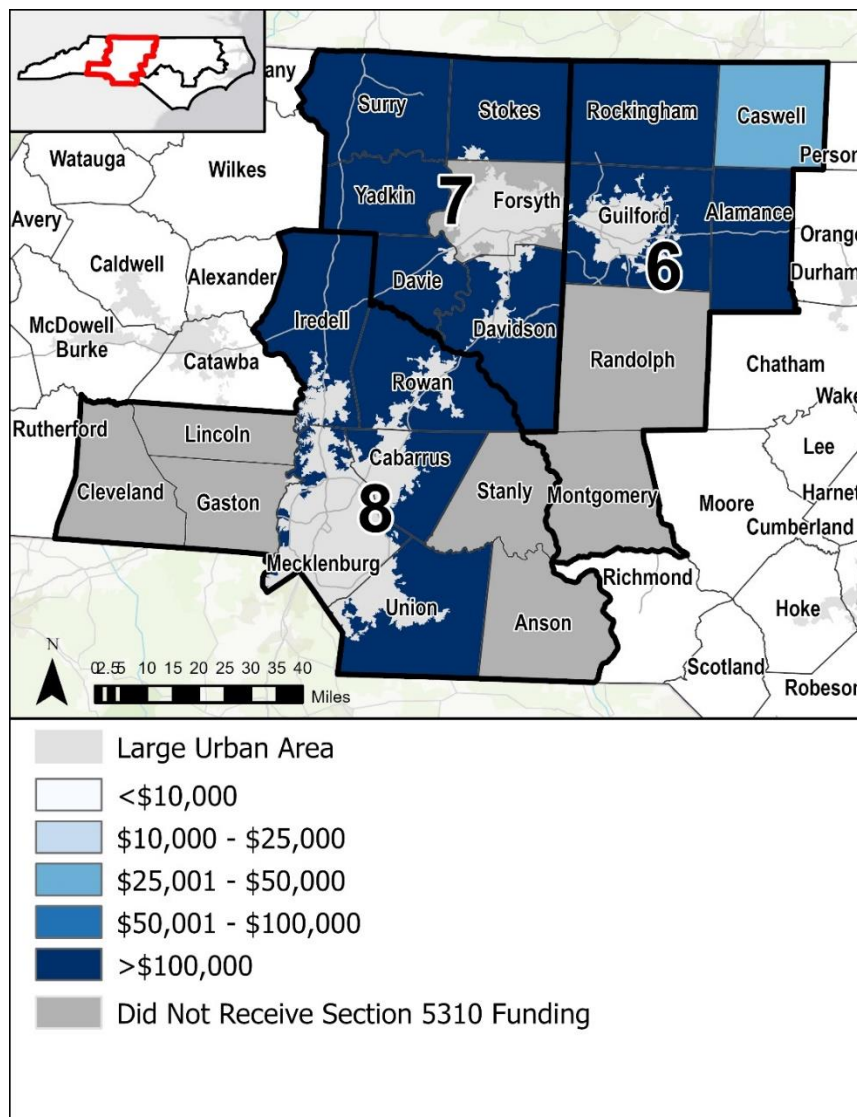 any
Surry
Stokes
Rockingham
Caswell
Person
Watauga
Wilkes
Yadkin
7
Forsyth
Guilford
Alamance
Avery
Orange
6
Caldwell
Alexander
Davie
Durham
Iredell
Davidson
McDowell
Burke
Catawba
Randolph
Chatham
Rowan
Wake
Rutherford
Lincoln
Cabarrus
Lee
Cleveland
Gaston
8
Stanly
Montgomery
Moore
Harnet
Cumberland
Mecklenburg
Richmond
Union
Anson
Hoke
N
Scotland
0 2.5 5 10 15 20 25 30 35 40
Miles
Robeson
Large Urban Area
<$10,000
$10,000 - $25,000
$25,001 - $50,000
$50,001 - $100,000
>$100,000
Did Not Receive Section 5310 Funding